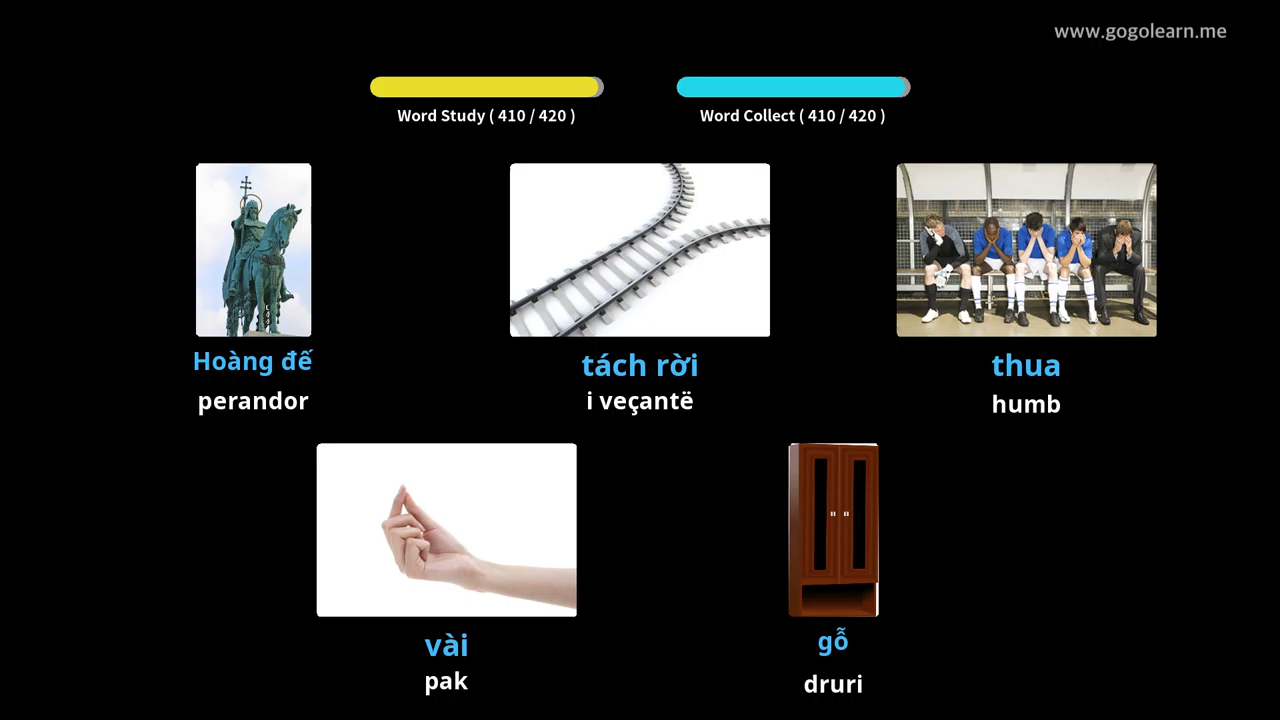 www.gogolearn.me
Word Study ( 410 / 420 )
Word Collect ( 410 / 420 )
Hoàng đế
perandor
tách rời
i veçantë
thua
humb
vài
pak
gỗ
druri